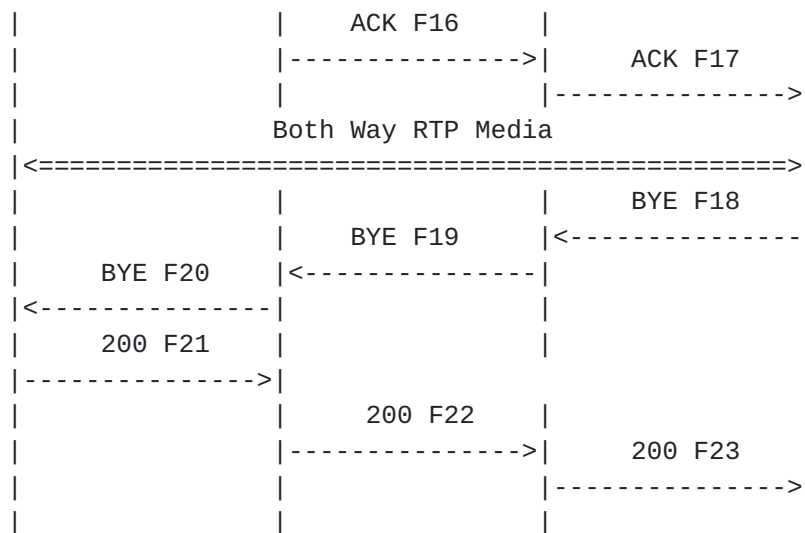 |                |    ACK F16     |
|                |--------------->|     ACK F17
|                |                |--------------->
|                Both Way RTP Media
|<================================================>
|                |                |     BYE F18
|                |    BYE F19     |<---------------
|     BYE F20    |<---------------|
|<---------------|                |
|     200 F21    |                |
|--------------->|                |
|                |     200 F22    |
|                |--------------->|     200 F23
|                |                |--------------->
|                |                |